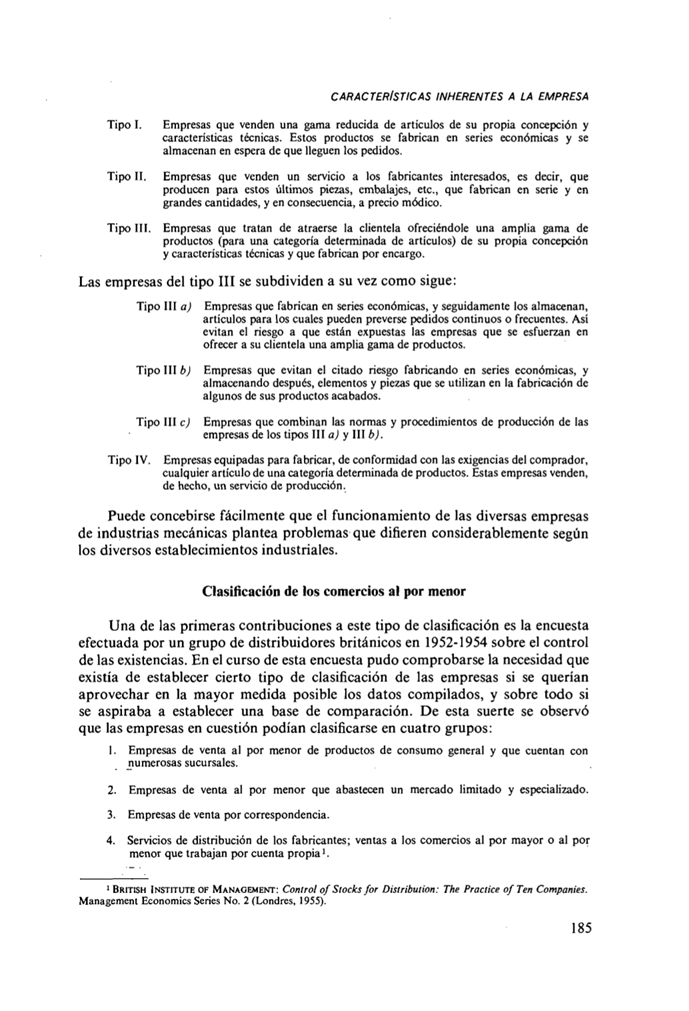 CARACTERÍSTICAS INHERENTES A LA EMPRESA
Tipo I. Empresas que venden una gama reducida de artículos de su propia concepción y
características técnicas. Estos productos se fabrican en series económicas y se
almacenan en espera de que lleguen los pedidos.
Tipo II. Empresas que venden un servicio a los fabricantes interesados, es decir, que
producen para estos últimos piezas, embalajes, etc., que fabrican en serie y en
grandes cantidades, y en consecuencia, a precio módico.
Tipo III. Empresas que tratan de atraerse la clientela ofreciéndole una amplia gama de
productos (para una categoría determinada de artículos) de su propia concepción
y características técnicas y que fabrican por encargo.
Las empresas del tipo III se subdividen a su vez como sigue:
Tipo III a) Empresas que fabrican en series económicas, y seguidamente los almacenan,
artículos para los cuales pueden preverse pedidos continuos o frecuentes. Así
evitan el riesgo a que están expuestas las empresas que se esfuerzan en
ofrecer a su clientela una amplia gama de productos.
Tipo III b) Empresas que evitan el citado riesgo fabricando en series económicas, y
almacenando después, elementos y piezas que se utilizan en la fabricación de
algunos de sus productos acabados.
Tipo III c) Empresas que combinan las normas y procedimientos de producción de las
empresas de los tipos III a) y III b).
Tipo IV. Empresas equipadas para fabricar, de conformidad con las exigencias del comprador,
cualquier artículo de una categoría determinada de productos. Estas empresas venden,
de hecho, un servicio de producción.
Puede concebirse fácilmente que el funcionamiento de las diversas empresas
de industrias mecánicas plantea problemas que difieren considerablemente según
los diversos establecimientos industriales.
Clasificación de los comercios al por menor
Una de las primeras contribuciones a este tipo de clasificación es la encuesta
efectuada por un grupo de distribuidores británicos en 1952-1954 sobre el control
de las existencias. En el curso de esta encuesta pudo comprobarse la necesidad que
existía de establecer cierto tipo de clasificación de las empresas si se querían
aprovechar en la mayor medida posible los datos compilados, y sobre todo si
se aspiraba a establecer una base de comparación. De esta suerte se observó
que las empresas en cuestión podían clasificarse en cuatro grupos:
1. Empresas de venta al por menor de productos de consumo general y que cuentan con
numerosas sucursales.
2. Empresas de venta al por menor que abastecen un mercado limitado y especializado.
3. Empresas de venta por correspondencia.
4. Servicios de distribución de los fabricantes; ventas a los comercios al por mayor o al por
menor que trabajan por cuenta propia ¹.
¹ BRITISH INSTITUTE OF MANAGEMENT: Control of Stocks for Distribution: The Practice of Ten Companies.
Management Economics Series No. 2 (Londres, 1955).
185